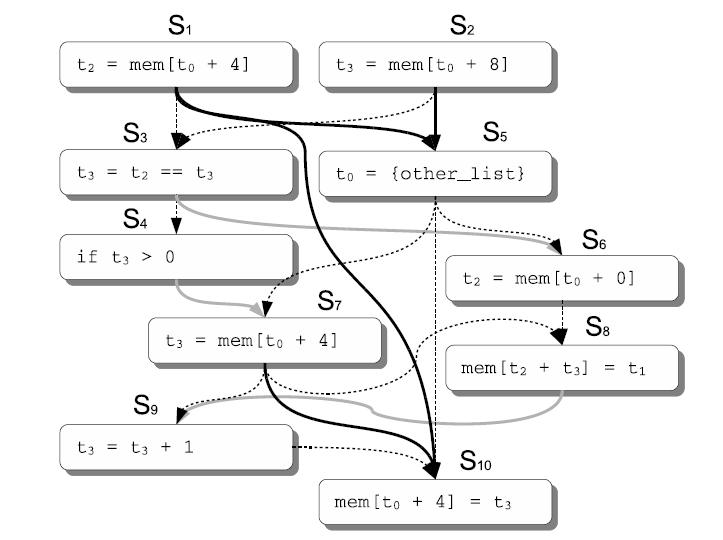 S₁
t₂ = mem[t₀ + 4]
S₂
t₃ = mem[t₀ + 8]
S₃
t₃ = t₂ == t₃
S₅
t₀ = {other_list}
S₄
if t₃ > 0
S₆
t₂ = mem[t₀ + 0]
S₇
t₃ = mem[t₀ + 4]
S₈
mem[t₂ + t₃] = t₁
S₉
t₃ = t₃ + 1
S₁₀
mem[t₀ + 4] = t₃